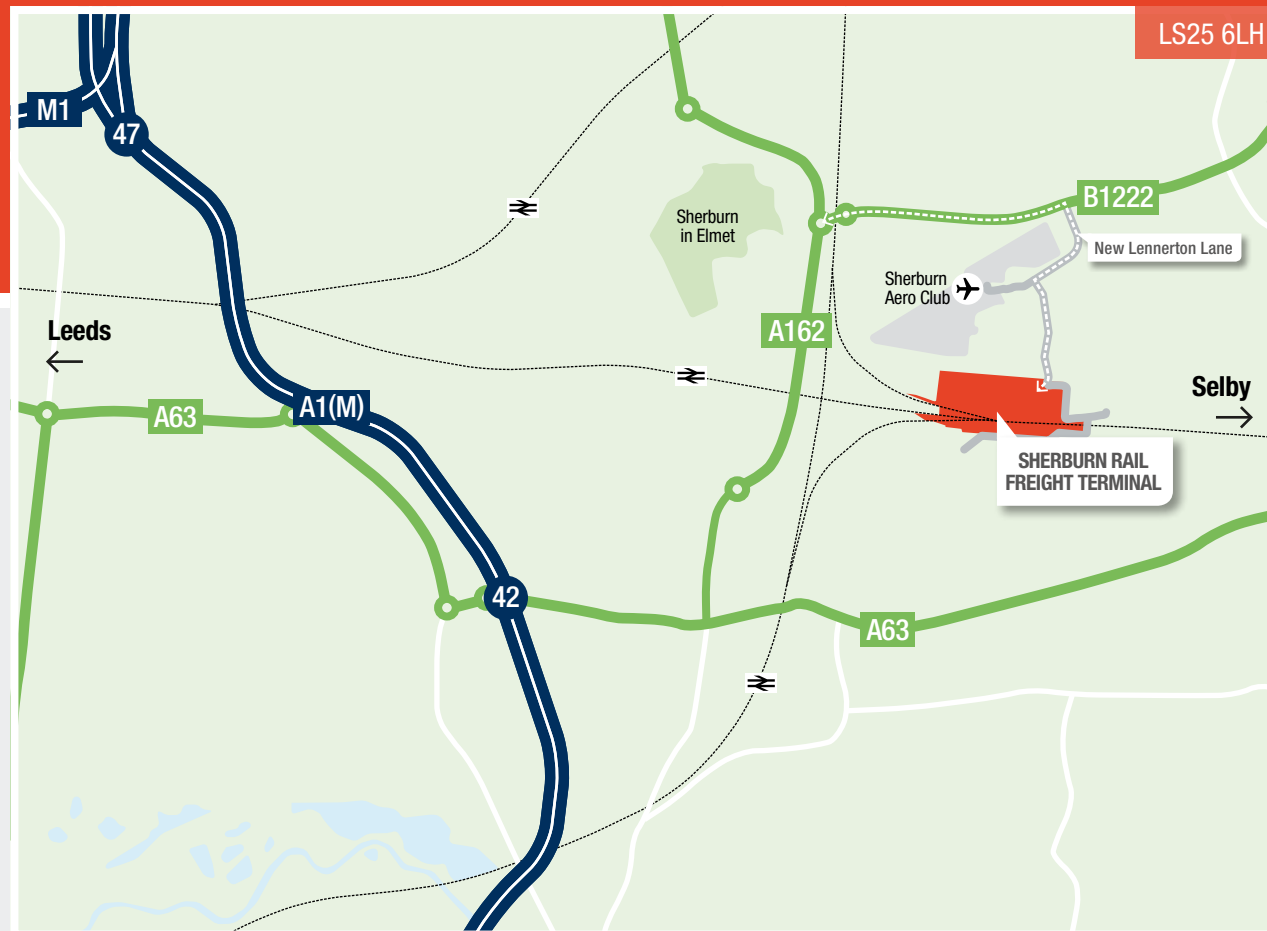 LS25 6LH
M1
47
B1222
Sherburn
in Elmet
New Lennerton Lane
Sherburn
Aero Club
Leeds
A162
Selby
A63
A1(M)
SHERBURN RAIL
FREIGHT TERMINAL
42
A63